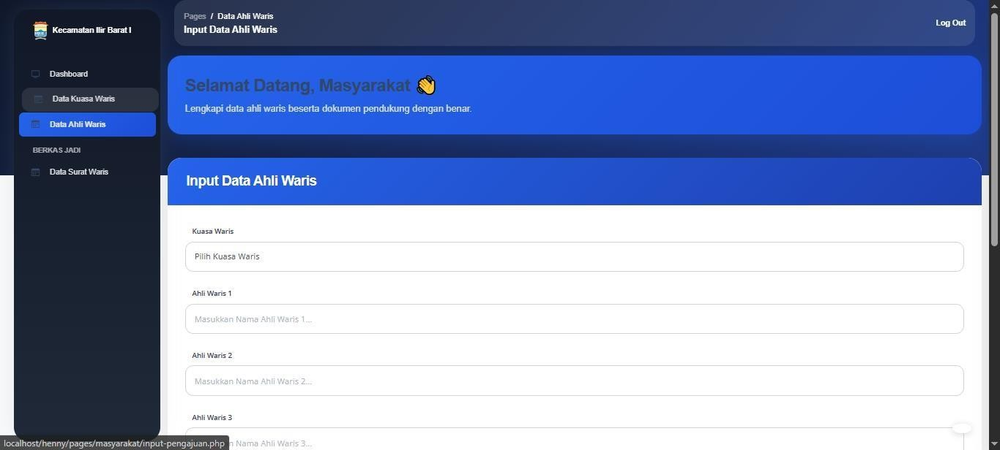 Kecamatan Ilir Barat I
Dashboard
Data Kuasa Waris
Data Ahli Waris
BERKAS JADI
Data Surat Waris
Pages / Data Ahli Waris
Input Data Ahli Waris
Log Out
Selamat Datang, Masyarakat 👋
Lengkapi data ahli waris beserta dokumen pendukung dengan benar.
Input Data Ahli Waris
Kuasa Waris
Pilih Kuasa Waris
Ahli Waris 1
Masukkan Nama Ahli Waris 1...
Ahli Waris 2
Masukkan Nama Ahli Waris 2...
Ahli Waris 3
Nama Ahli Waris 3...
localhost/henny/pages/masyarakat/input-pengajuan.php